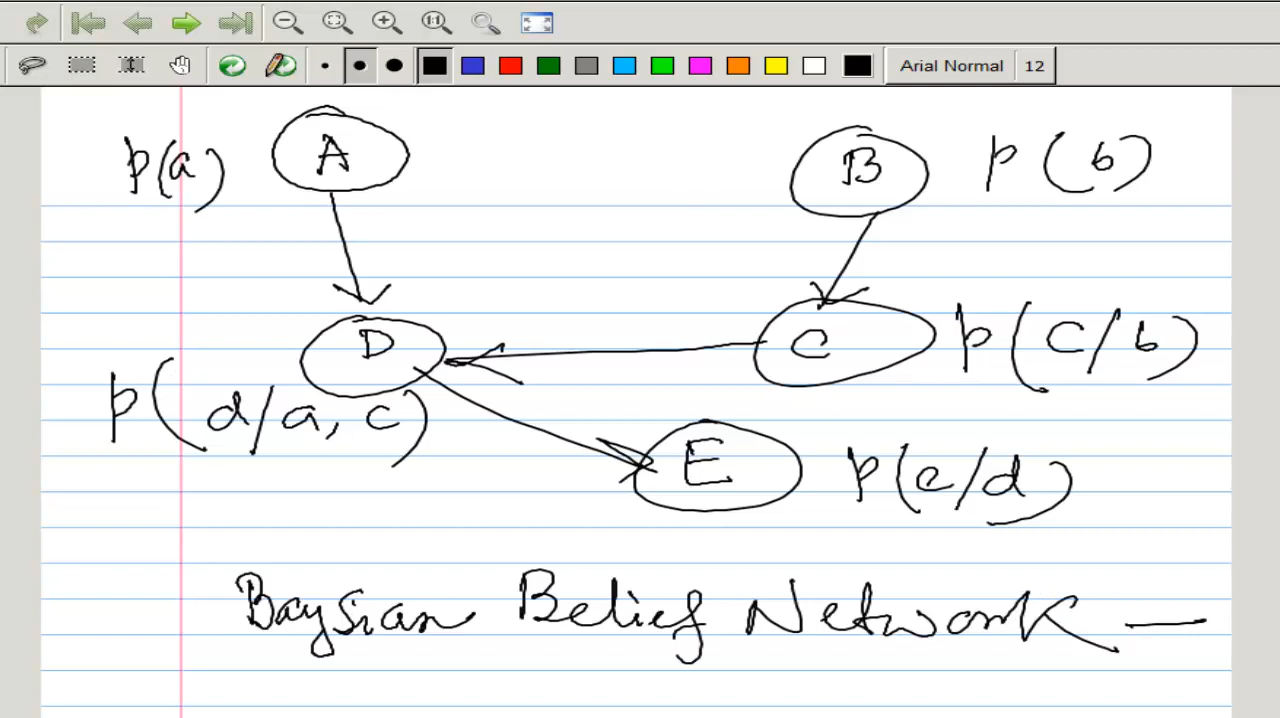 Arial Normal 12
p(a) A B p(b)
D C p(c/b)
p(d/a, c)
E p(e/d)
Baysian Belief Network —